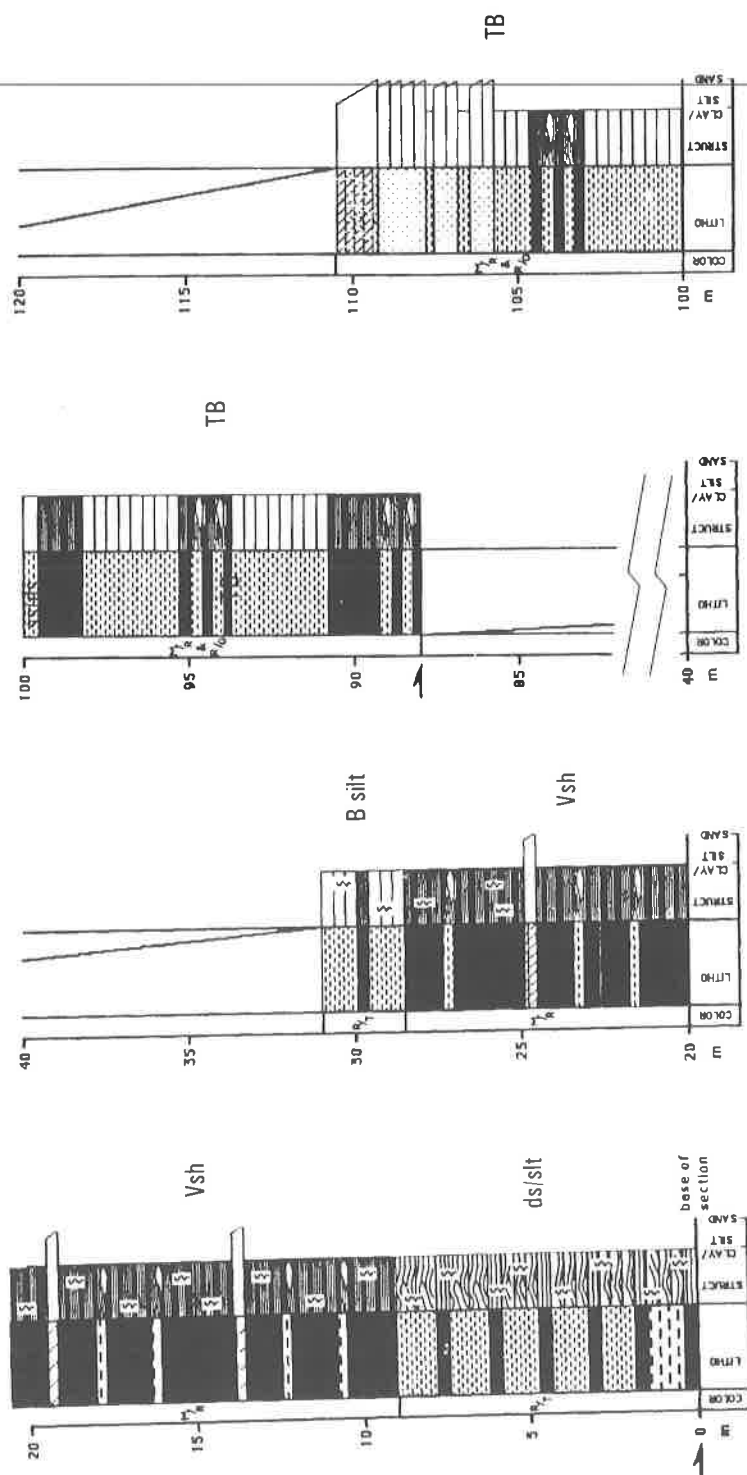 120
115
110
105
100
m
M/R
&
R/O
COLOR
LITHO
STRUCT
CLAY/
SILT
SAND
TB
100
95
90
85
40
m
M/R
&
R/O
COLOR
LITHO
STRUCT
CLAY/
SILT
SAND
TB
40
35
30
25
20
m
R/T
M/R
COLOR
LITHO
STRUCT
CLAY/
SILT
SAND
B silt
Vsh
20
15
10
5
0
m
M/R
R/T
COLOR
LITHO
STRUCT
CLAY/
SILT
SAND
Vsh
ds/slt
base of
section